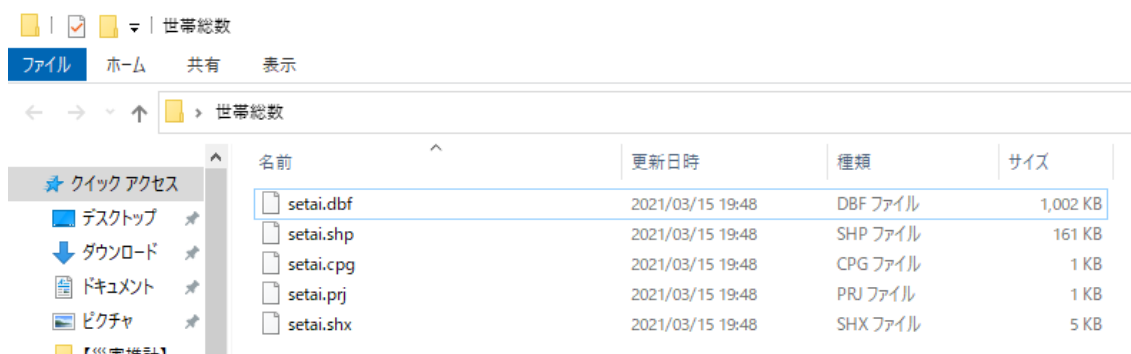 世帯総数
ファイル ホーム 共有 表示
世帯総数
名前 更新日時 種類 サイズ
クイック アクセス
デスクトップ
ダウンロード
ドキュメント
ピクチャ
setai.dbf 2021/03/15 19:48 DBF ファイル 1,002 KB
setai.shp 2021/03/15 19:48 SHP ファイル 161 KB
setai.cpg 2021/03/15 19:48 CPG ファイル 1 KB
setai.prj 2021/03/15 19:48 PRJ ファイル 1 KB
setai.shx 2021/03/15 19:48 SHX ファイル 5 KB